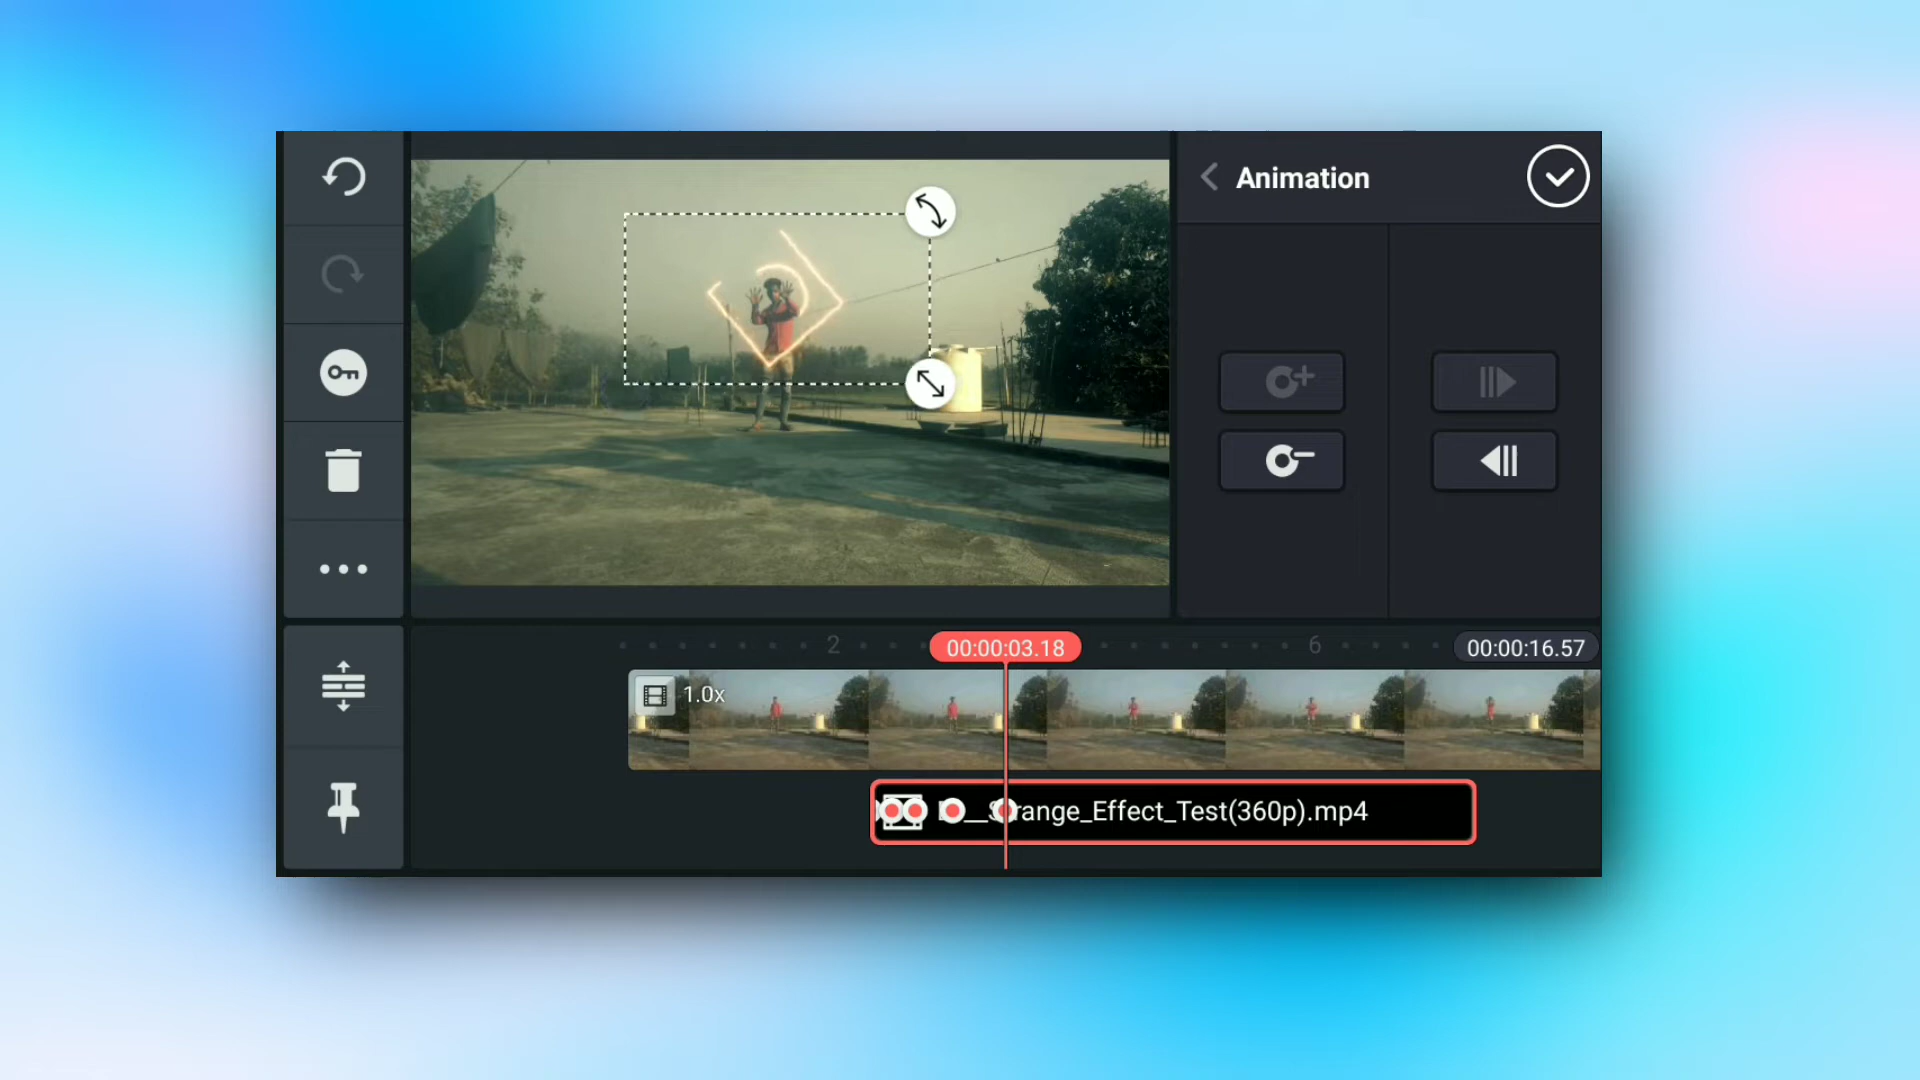 Animation
2
00:00:03.18
6
00:00:16.57
1.0x
range_Effect_Test(360p).mp4